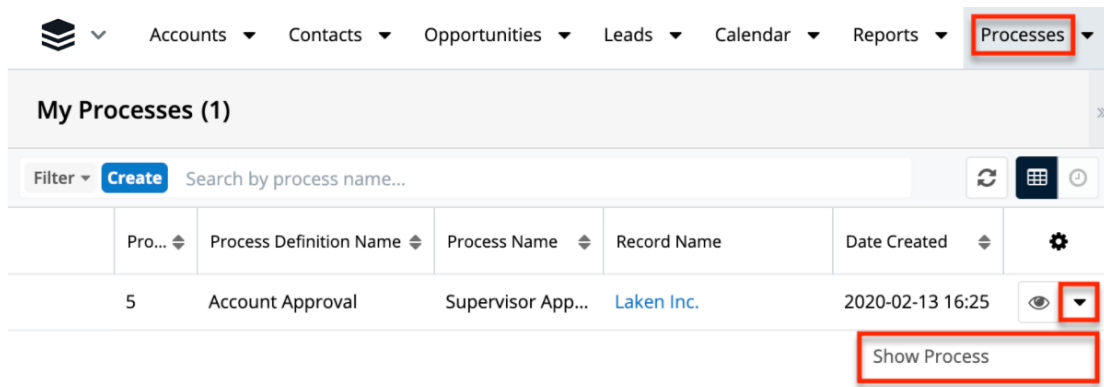 Accounts Contacts Opportunities Leads Calendar Reports Processes
My Processes (1)
Filter Create Search by process name...
Pro... Process Definition Name Process Name Record Name Date Created
5 Account Approval Supervisor App... Laken Inc. 2020-02-13 16:25
Show Process